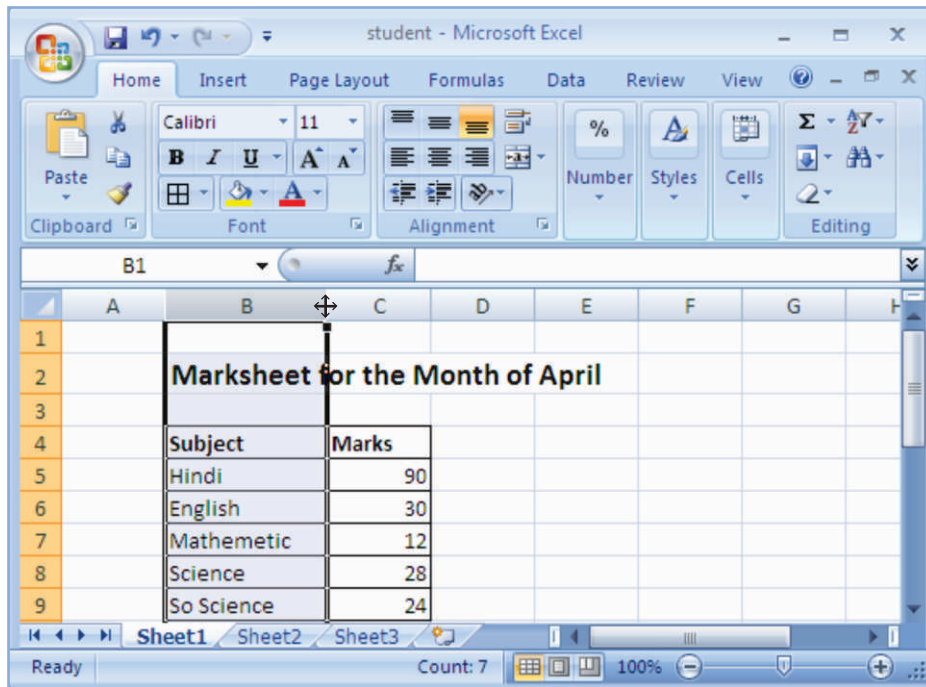 student - Microsoft Excel
Home Insert Page Layout Formulas Data Review View
Calibri 11
B I U A A
Paste
% Number A Styles Cells Σ
A
Clipboard Font Alignment Editing
B1 fx
A B C D E F G H
1
2 Marksheet for the Month of April
3
4 Subject Marks
5 Hindi 90
6 English 30
7 Mathemetic 12
8 Science 28
9 So Science 24
Sheet1 Sheet2 Sheet3
Ready Count: 7 100%